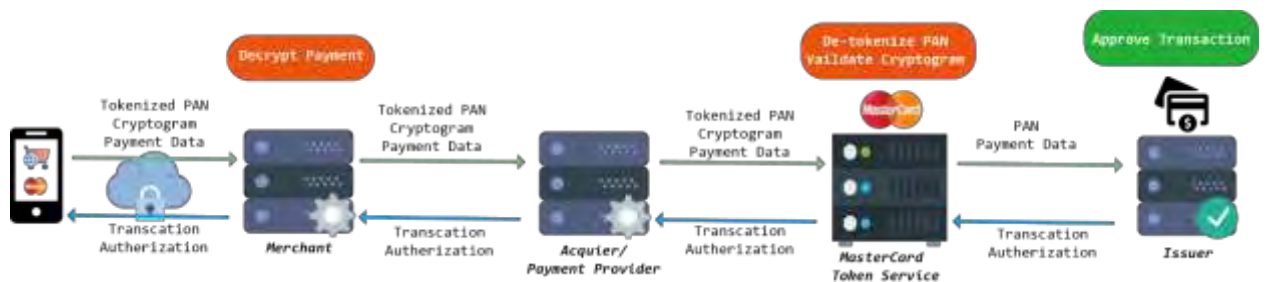 Decrypt Payment
De-tokenize PAN
Vaildate Cryptogram
Approve Transaction
MasterCard
Tokenized PAN
Cryptogram
Payment Data
Tokenized PAN
Cryptogram
Payment Data
Tokenized PAN
Cryptogram
Payment Data
PAN
Payment Data
$
Transcation
Autherization
Merchant
Transcation
Autherization
Acquier/
Payment Provider
Transcation
Autherization
MasterCard
Token Service
Transcation
Autherization
Issuer